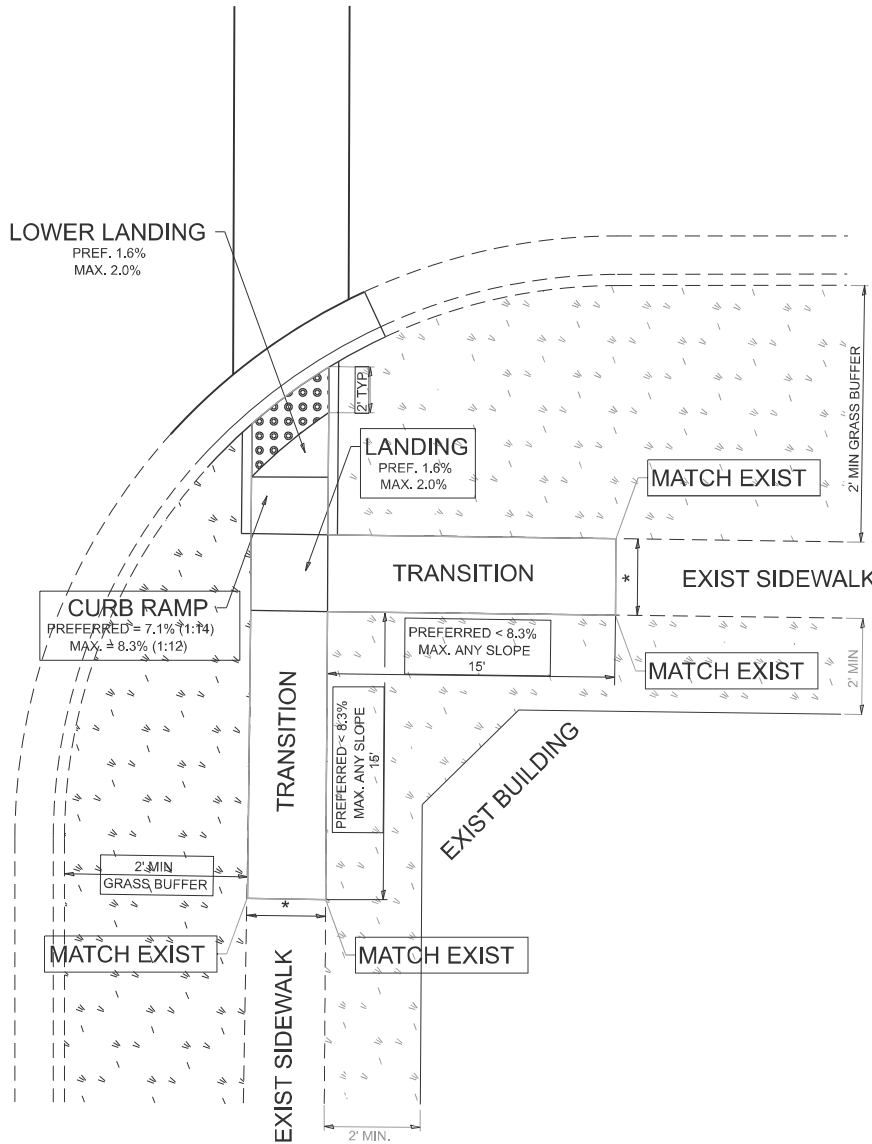 LOWER LANDING
PREF. 1.6%
MAX. 2.0%
2' TYP.
LANDING
PREF. 1.6%
MAX. 2.0%
2' MIN GRASS BUFFER
MATCH EXIST
TRANSITION
*
EXIST SIDEWALK
CURB RAMP
PREFERRED = 7.1% (1:14)
MAX. = 8.3% (1:12)
PREFERRED < 8.3%
MAX. ANY SLOPE
15'
MATCH EXIST
2' MIN
TRANSITION
PREFERRED < 8.3%
MAX. ANY SLOPE
15'
EXIST BUILDING
2' MIN
GRASS BUFFER
*
MATCH EXIST
MATCH EXIST
EXIST SIDEWALK
2' MIN.